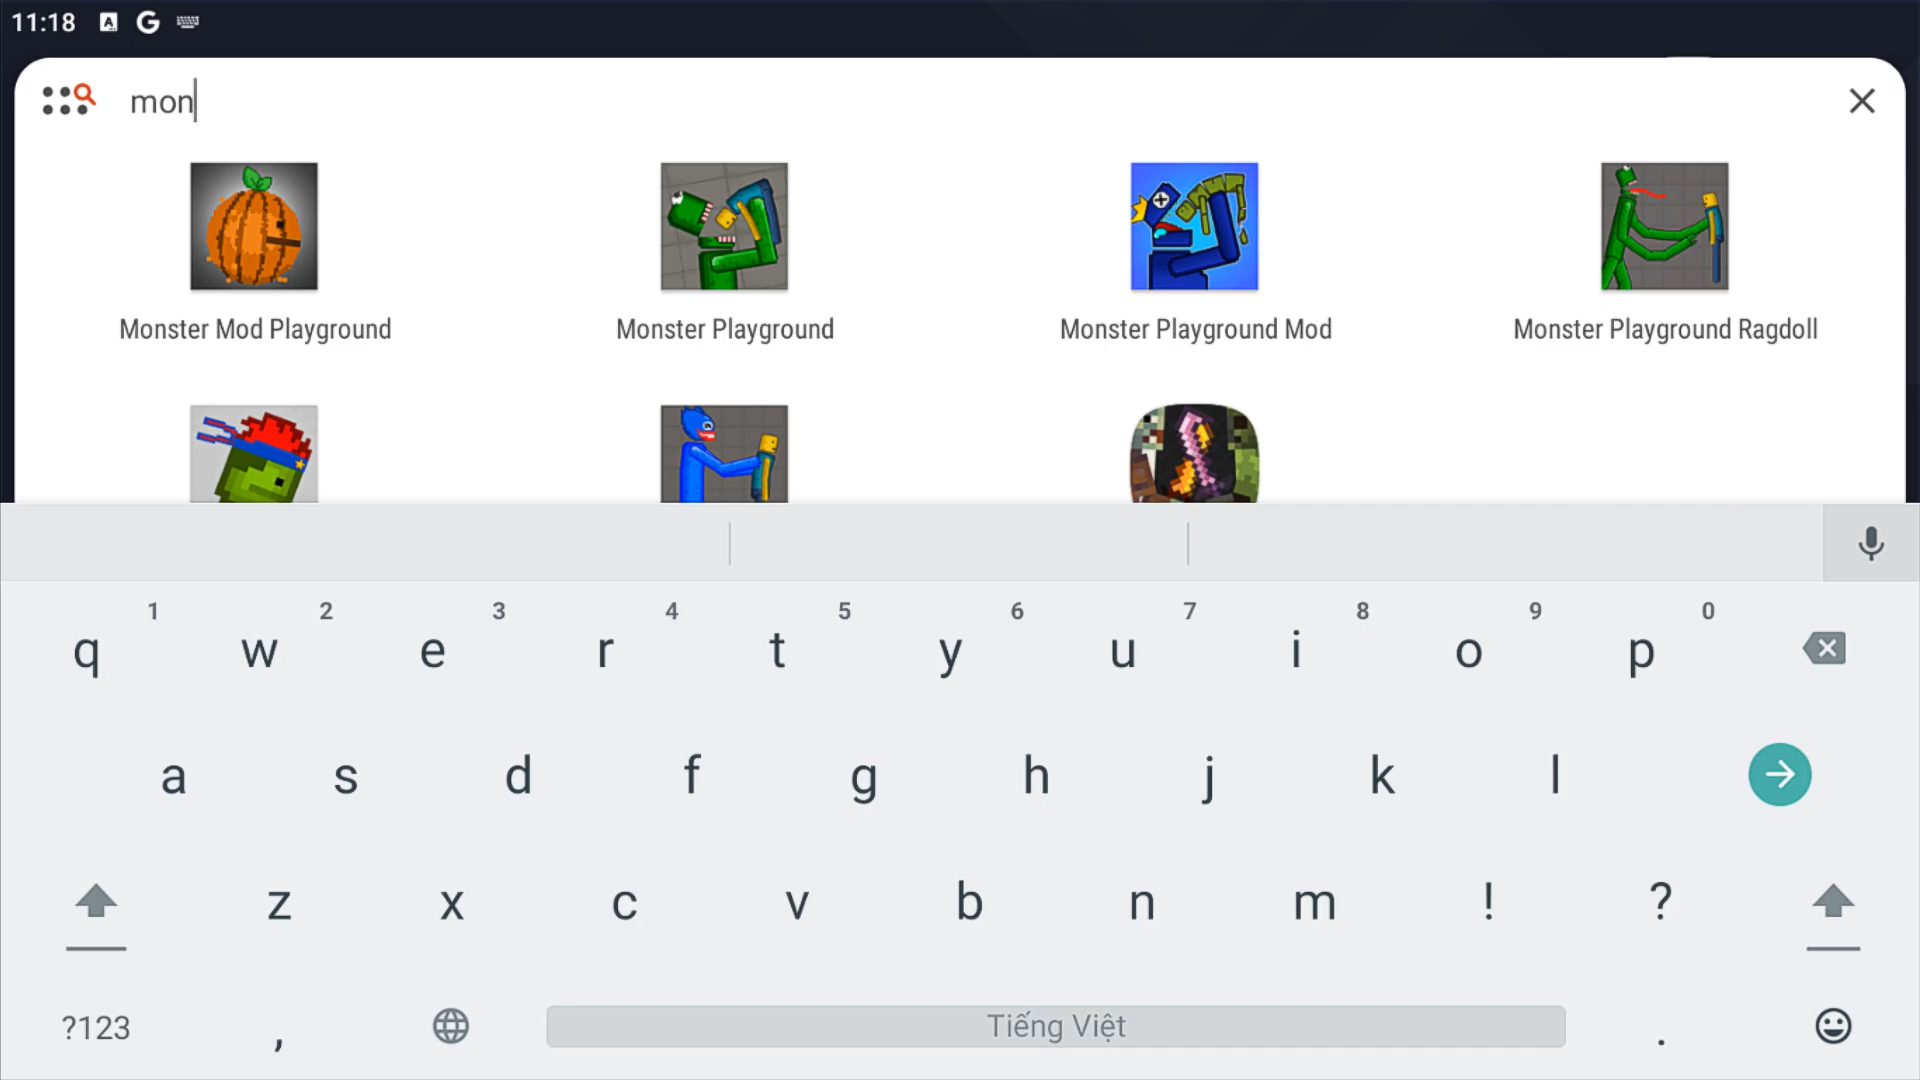 11:18
mon
Monster Mod Playground
Monster Playground
Monster Playground Mod
Monster Playground Ragdoll
1 2 3 4 5 6 7 8 9 0
q w e r t y u i o p
a s d f g h j k l
z x c v b n m ! ?
?123 , Tiếng Việt .